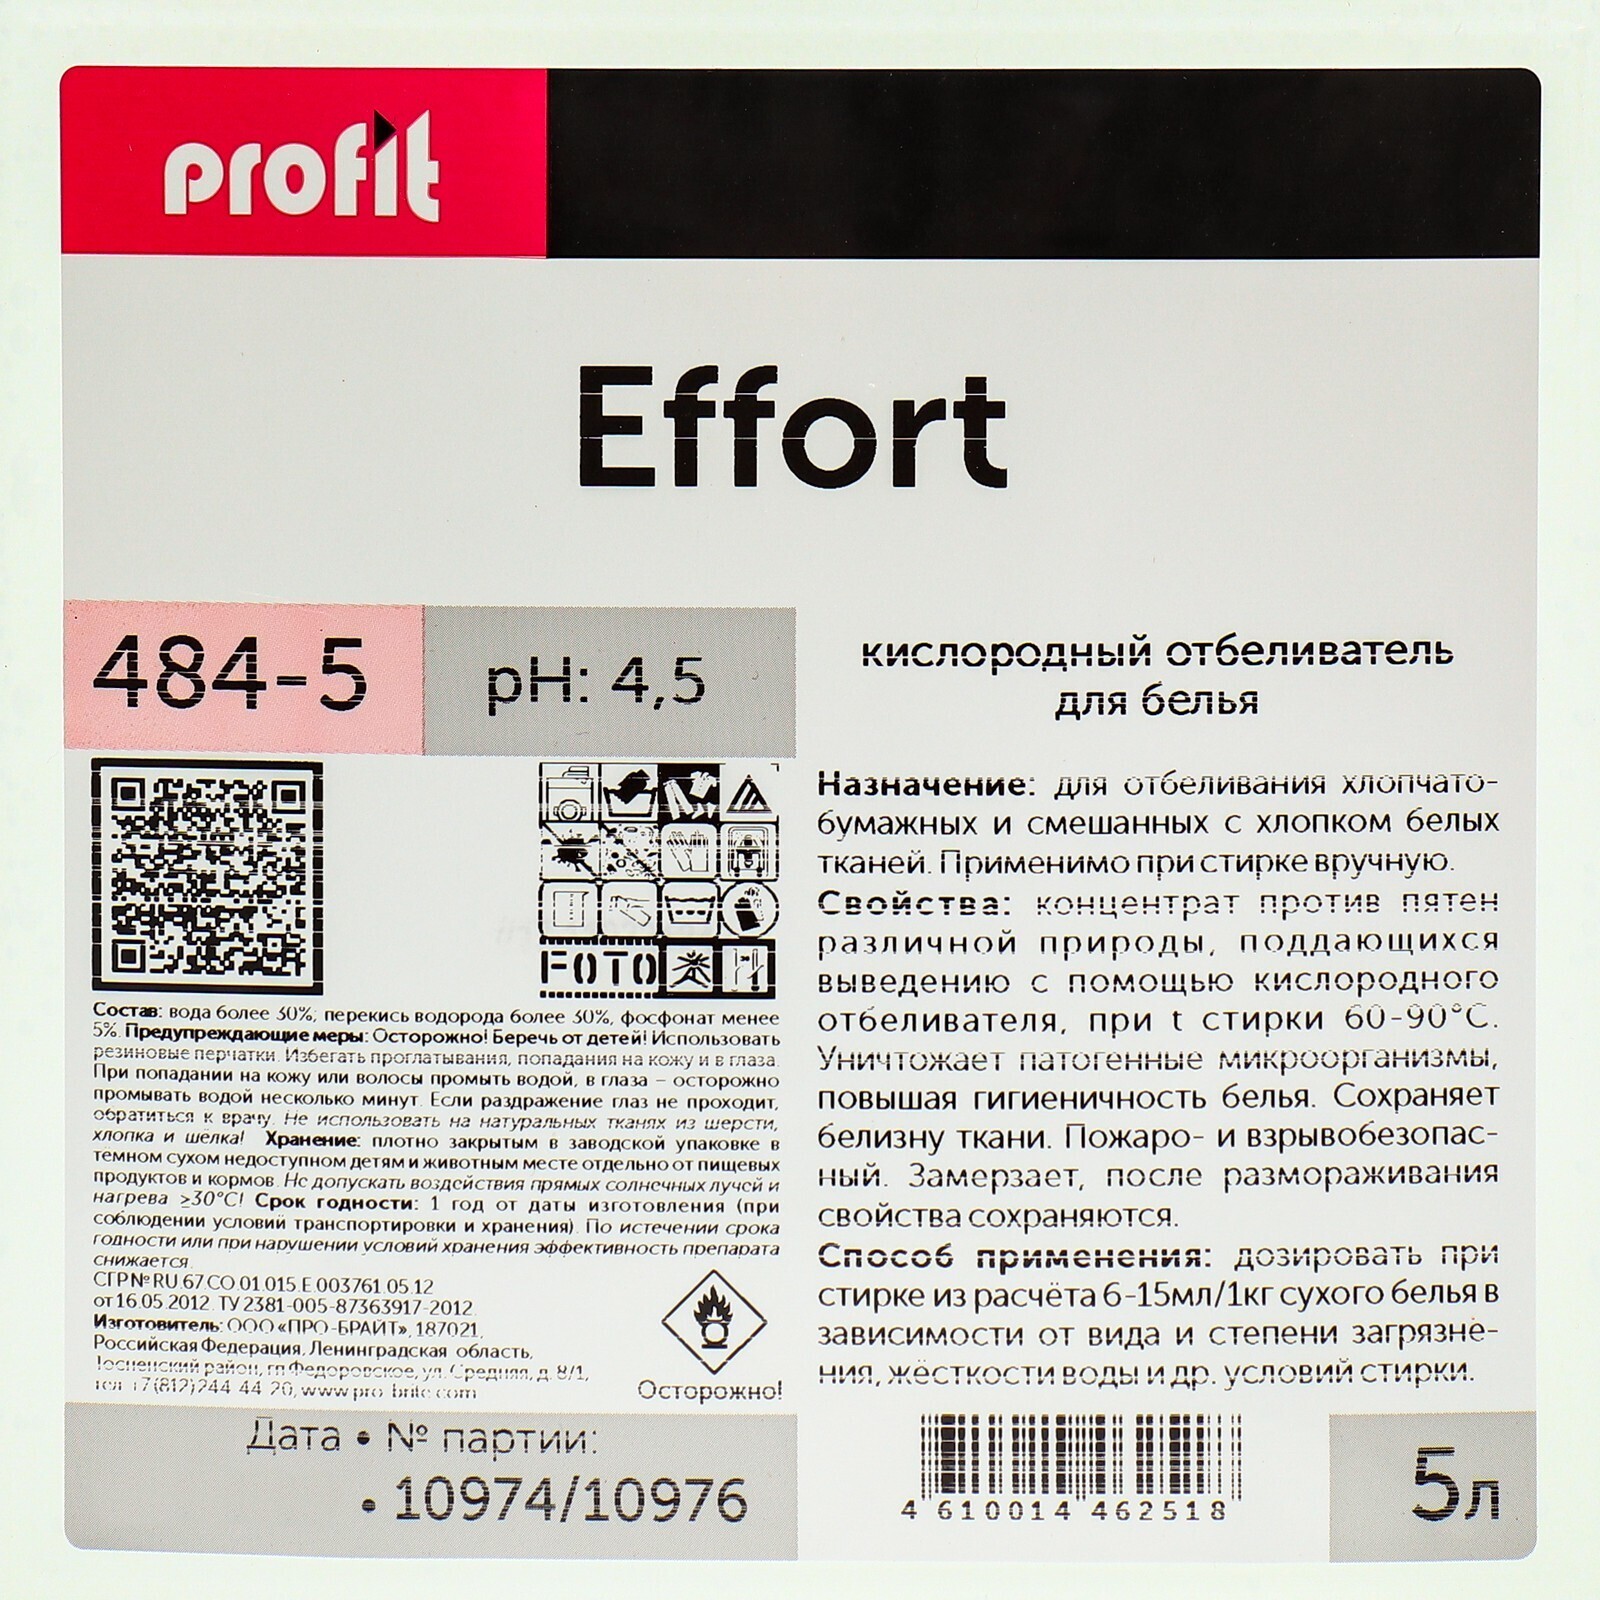 profit
Effort
484-5
pH: 4,5
кислородный отбеливатель
для белья
FOTO
Состав: вода более 30%; перекись водорода более 30%, фосфонат менее
5%. Предупреждающие меры: Осторожно! Беречь от детей! Использовать
резиновые перчатки. Избегать проглатывания, попадания на кожу и в глаза.
При попадании на кожу или волосы промыть водой, в глаза – осторожно
промывать водой несколько минут. Если раздражение глаз не проходит,
обратиться к врачу. Не использовать на натуральных тканях из шерсти,
хлопка и шелка! Хранение: плотно закрытым в заводской упаковке в
темном сухом недоступном детям и животным месте отдельно от пищевых
продуктов и кормов. Не допускать воздействия прямых солнечных лучей и
нагрева ≥30°С! Срок годности: 1 год от даты изготовления (при
соблюдении условий транспортировки и хранения). По истечении срока
годности или при нарушении условий хранения эффективность препарата
снижается.
СГР№RU.67.СО.01.015.Е.003761.05.12
от 16.05.2012. ТУ 2381-005-87363917-2012.
Изготовитель: ООО «ПРО-БРАЙТ», 187021,
Российская Федерация, Ленинградская область,
Тосненский район, гп Федоровское, ул. Средняя, д. 8/1,
тел. +7(812)244-44-20, www.pro-brite.com
Осторожно!
Дата • № партии:
• 10974/10976
Назначение: для отбеливания хлопчато-
бумажных и смешанных с хлопком белых
тканей. Применимо при стирке вручную.
Свойства: концентрат против пятен
различной природы, поддающихся
выведению с помощью кислородного
отбеливателя, при t стирки 60-90°С.
Уничтожает патогенные микроорганизмы,
повышая гигиеничность белья. Сохраняет
белизну ткани. Пожаро- и взрывобезопас-
ный. Замерзает, после размораживания
свойства сохраняются.
Способ применения: дозировать при
стирке из расчёта 6-15мл/1кг сухого белья в
зависимости от вида и степени загрязне-
ния, жёсткости воды и др. условий стирки.
4 610014 462518
5л